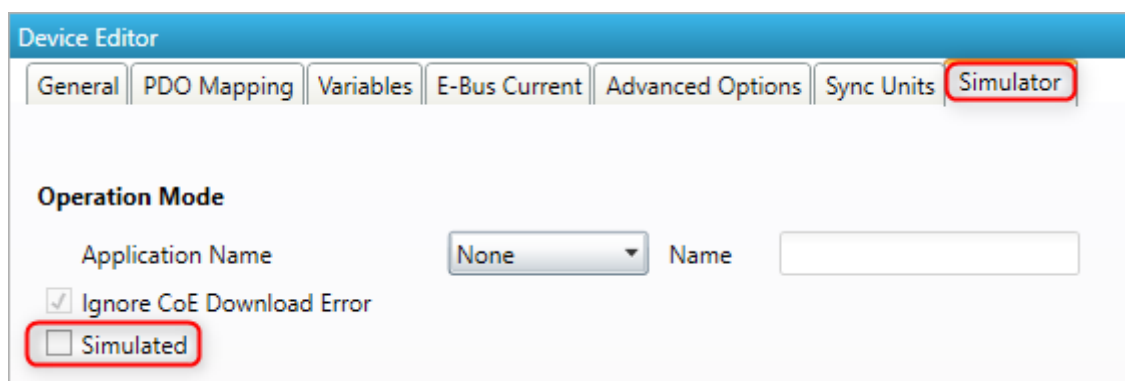 Device Editor
General PDO Mapping Variables E-Bus Current Advanced Options Sync Units Simulator
Operation Mode
Application Name None Name
Ignore CoE Download Error
Simulated